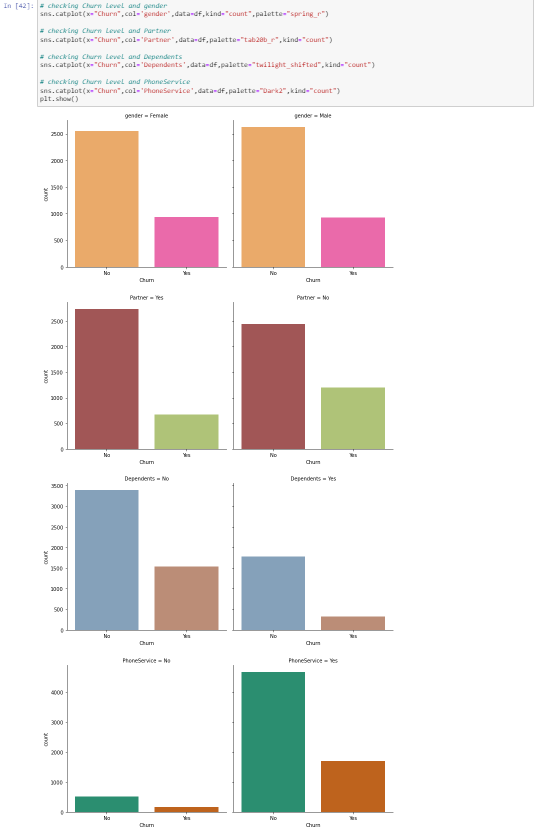 In [42]:
# checking Churn level and gender
sns.catplot(x="Churn",col='gender',data=df,kind="count",palette="spring_r")
# checking Churn Level and Partner
sns.catplot(x="Churn",col='Partner',data=df,palette="tab20b_r",kind="count")
# checking Churn Level and Dependents
sns.catplot(x="Churn",col='Dependents',data=df,palette="twilight_shifted",kind="count")
# checking Churn Level and PhoneService
sns.catplot(x="Churn",col='PhoneService',data=df,palette="Dark2",kind="count")
plt.show()
gender = Female gender = Male
2500
2000
1500
1000
500
0
count
No Yes No Yes
Churn Churn
Partner = Yes Partner = No
2500
2000
1500
1000
500
0
count
No Yes No Yes
Churn Churn
Dependents = No Dependents = Yes
3500
3000
2500
2000
1500
1000
500
0
count
No Yes No Yes
Churn Churn
PhoneService = No PhoneService = Yes
4000
3000
2000
1000
0
count
No Yes No Yes
Churn Churn